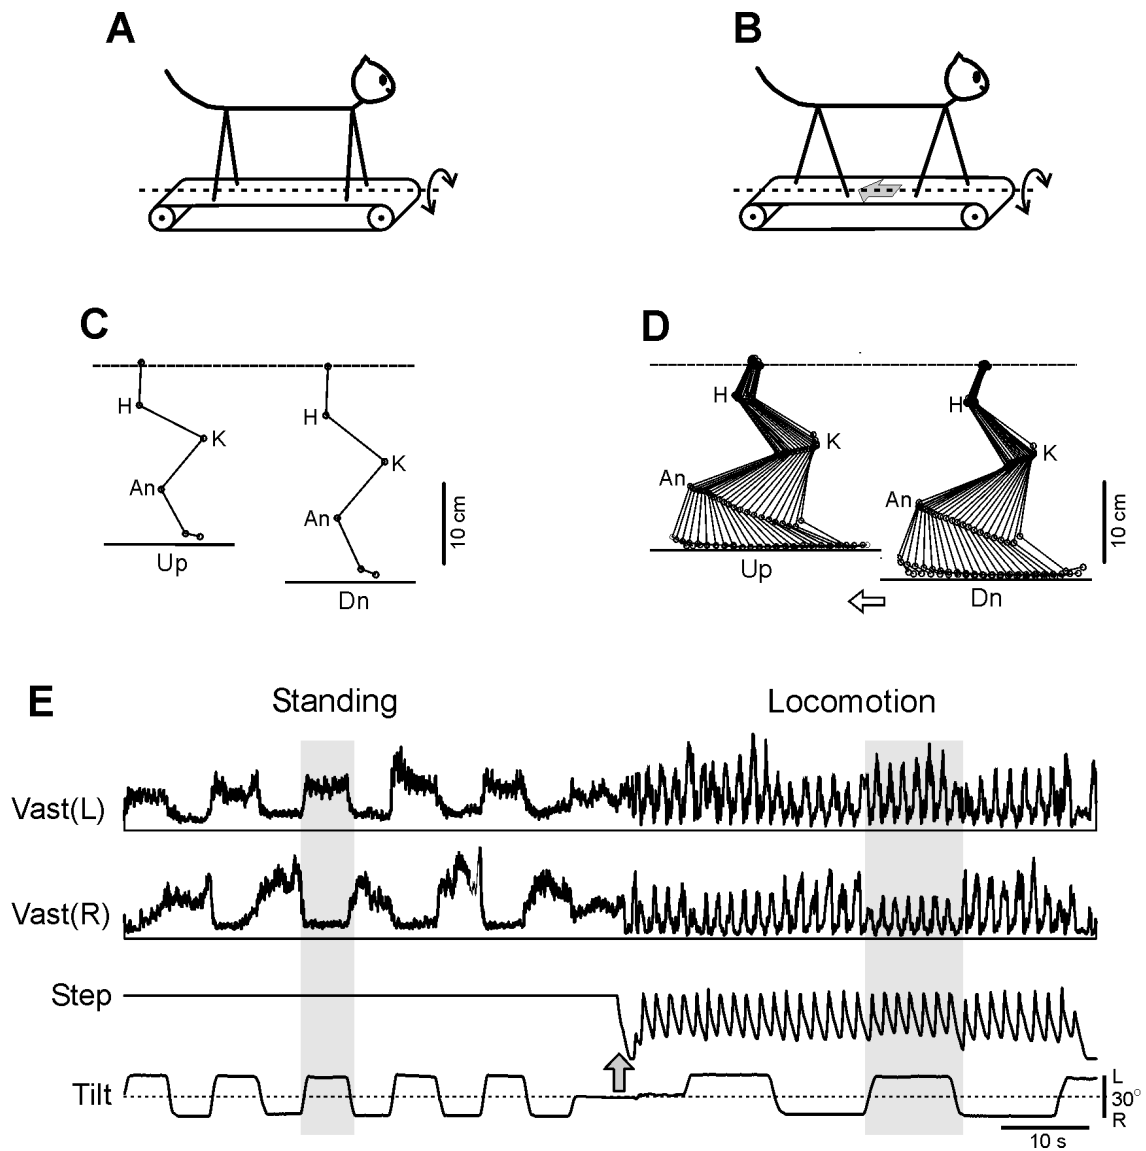 A B
C D
H H
H H
K K
K K
An An
An An
10 cm 10 cm
Up Up
Dn Dn
E
Standing Locomotion
Vast(L)
Vast(R)
Step
Tilt
L
30°
R
10 s